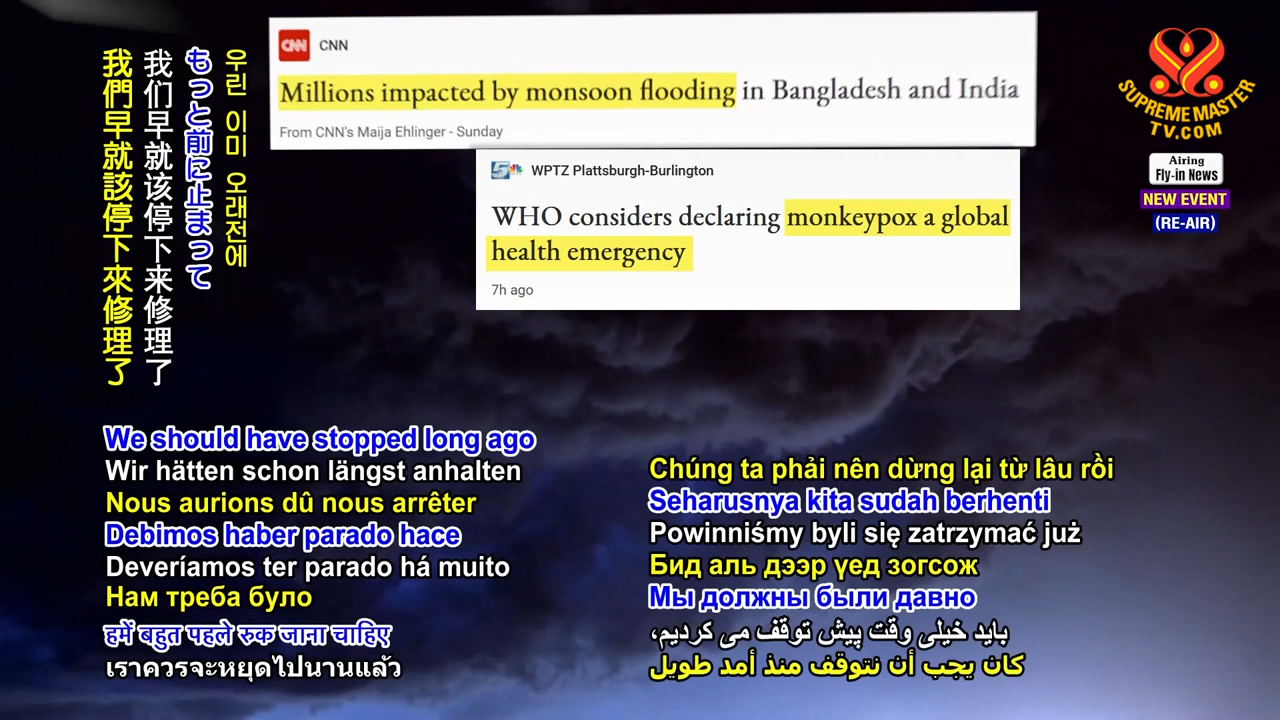 CNN CNN
Millions impacted by monsoon flooding in Bangladesh and India
From CNN's Maija Ehlinger - Sunday
5 WPTZ Plattsburgh-Burlington
WHO considers declaring monkeypox a global
health emergency
7h ago
SUPREME MASTER
TV.COM
Airing
Fly-in News
NEW EVENT
(RE-AIR)
우린 이미 오래전에
もっと前に止まって
我们早就该停下来修理了
我們早就該停下來修理了
We should have stopped long ago
Wir hätten schon längst anhalten
Nous aurions dû nous arrêter
Debimos haber parado hace
Deveríamos ter parado há muito
Нам треба було
हमें बहुत पहले रुक जाना चाहिए
เราควรจะหยุดไปนานแล้ว
Chúng ta phải nên dừng lại từ lâu rồi
Seharusnya kita sudah berhenti
Powinniśmy byli się zatrzymać już
Бид аль дээр үед зогсож
Мы должны были давно
باید خیلی وقت پیش توقف می کردیم،
كان يجب أن نتوقف منذ أمد طويل